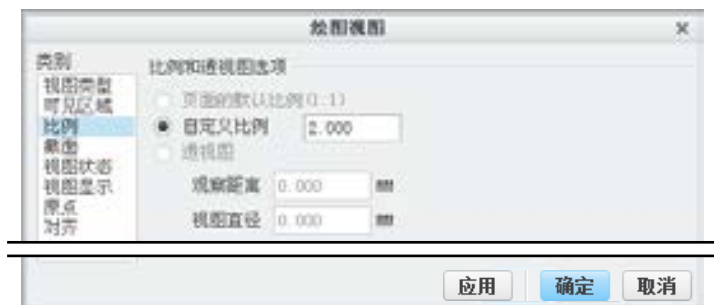 绘图视图
类别
视图类型
可见区域
比例
截面
视图状态
视图显示
原点
对齐
比例和透视图选项
页面的默认比例(1:1)
自定义比例 2.000
透视图
观察距离 0.000 mm
视图直径 0.000 mm
应用 确定 取消